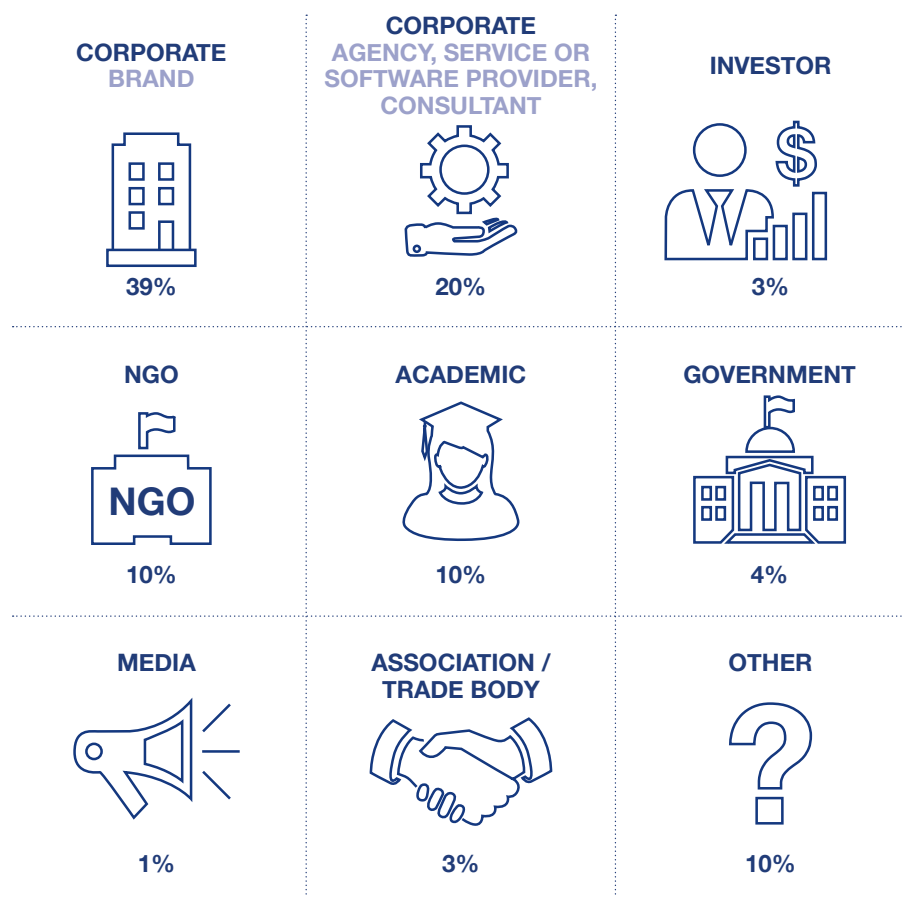 CORPORATE
BRAND
39%
CORPORATE
AGENCY, SERVICE OR
SOFTWARE PROVIDER,
CONSULTANT
20%
INVESTOR
$
3%
NGO
NGO
10%
ACADEMIC
10%
GOVERNMENT
4%
MEDIA
1%
ASSOCIATION /
TRADE BODY
3%
OTHER
?
10%